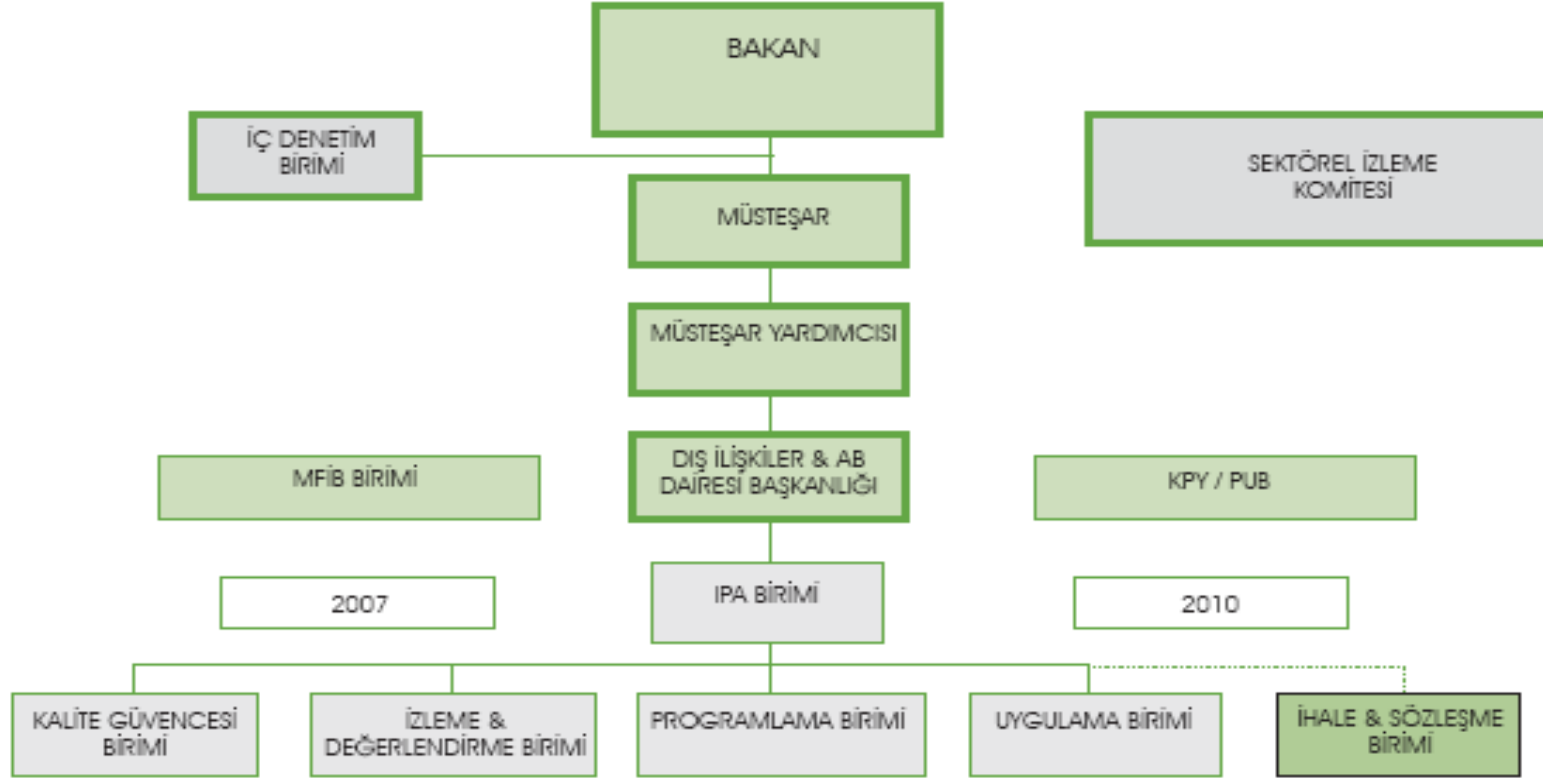 BAKAN
İÇ DENETİM
BİRİMİ
SEKTÖREL İZLEME
KOMİTESİ
MÜSTEŞAR
MÜSTEŞAR YARDIMCISI
DIŞ İLİŞKİLER & AB
DAİRESİ BAŞKANLIĞI
MFİB BİRİMİ
KPY / PUB
2007
IPA BİRİMİ
2010
KALİTE GÜVENCESİ
BİRİMİ
İZLEME &
DEĞERLENDİRME BİRİMİ
PROGRAMLAMA BİRİMİ
UYGULAMA BİRİMİ
İHALE & SÖZLEŞME
BİRİMİ